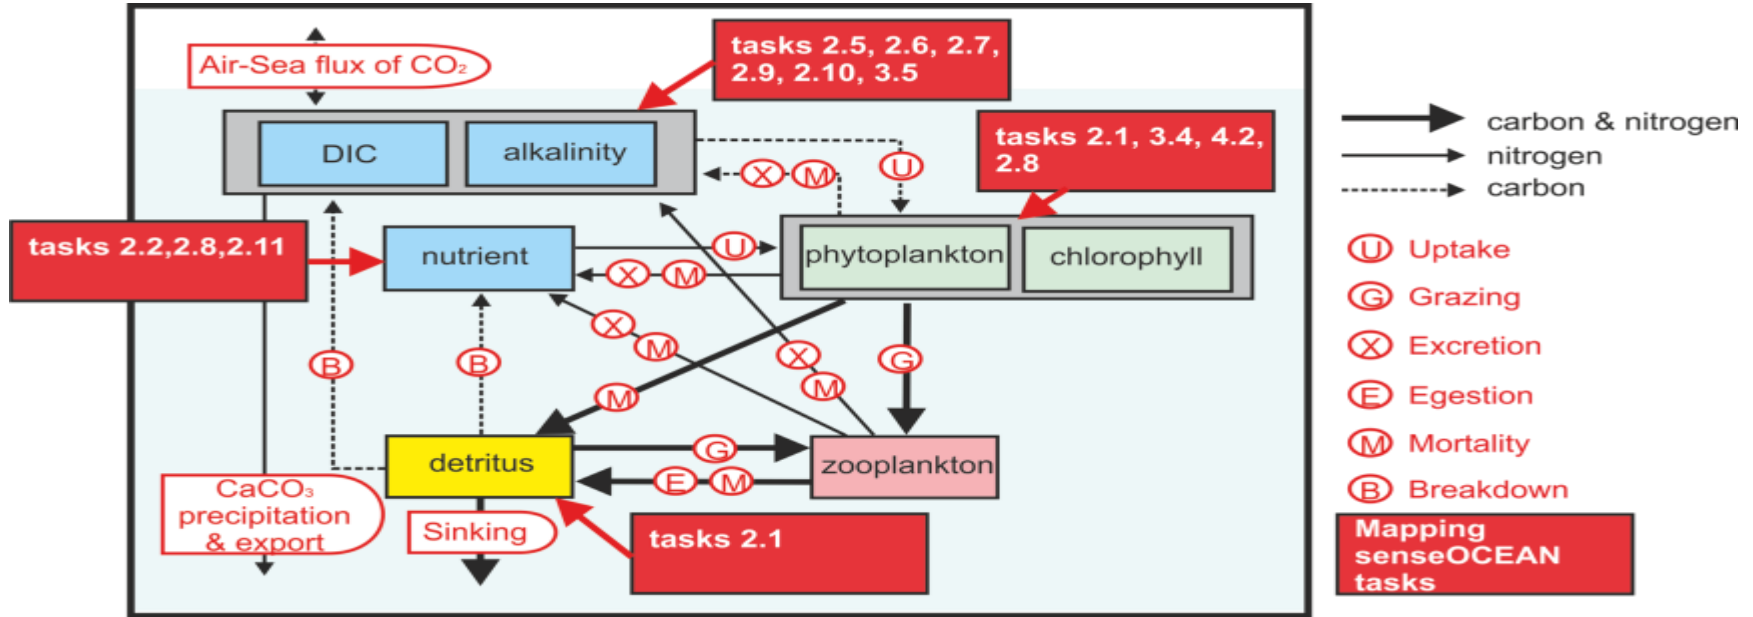 Air-Sea flux of CO₂
tasks 2.5, 2.6, 2.7,
2.9, 2.10, 3.5
DIC
alkalinity
tasks 2.1, 3.4, 4.2,
2.8
U
X M
tasks 2.2,2.8,2.11
nutrient
U
phytoplankton
chlorophyll
X M
X
M
B
B
X
M
G
M
detritus
G
zooplankton
E M
CaCO₃
precipitation
& export
Sinking
tasks 2.1
carbon & nitrogen
nitrogen
carbon
U Uptake
G Grazing
X Excretion
E Egestion
M Mortality
B Breakdown
Mapping
senseOCEAN
tasks